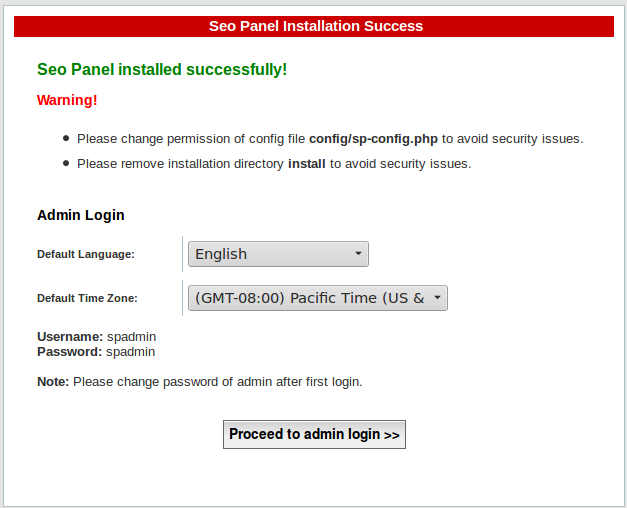 Seo Panel Installation Success
Seo Panel installed successfully!
Warning!
Please change permission of config file config/sp-config.php to avoid security issues.
Please remove installation directory install to avoid security issues.
Admin Login
Default Language: English
Default Time Zone: (GMT-08:00) Pacific Time (US &
Username: spadmin
Password: spadmin
Note: Please change password of admin after first login.
Proceed to admin login >>